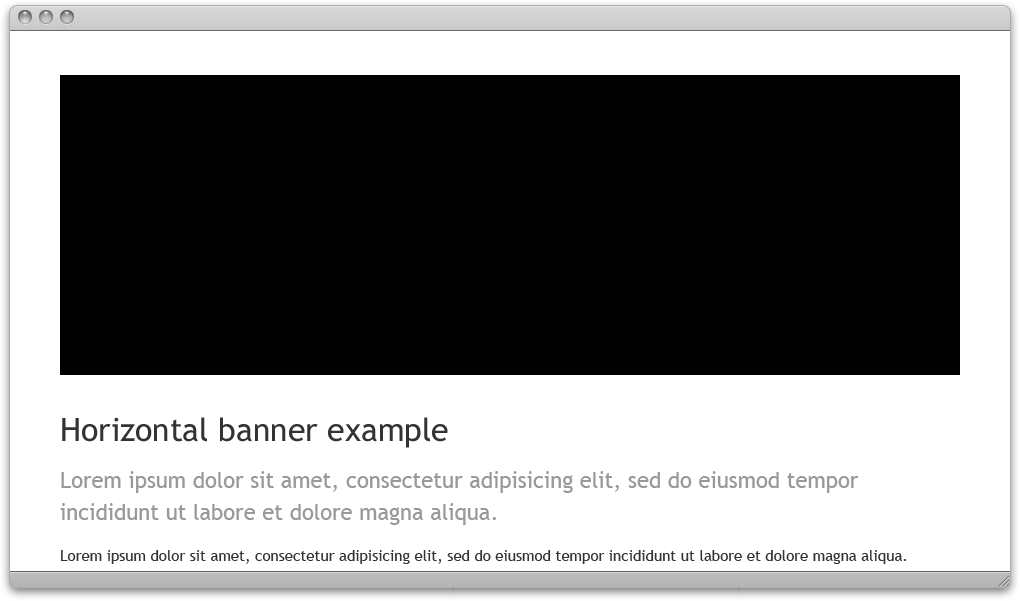 Horizontal banner example
Lorem ipsum dolor sit amet, consectetur adipisicing elit, sed do eiusmod tempor
incididunt ut labore et dolore magna aliqua.
Lorem ipsum dolor sit amet, consectetur adipisicing elit, sed do eiusmod tempor incididunt ut labore et dolore magna aliqua.